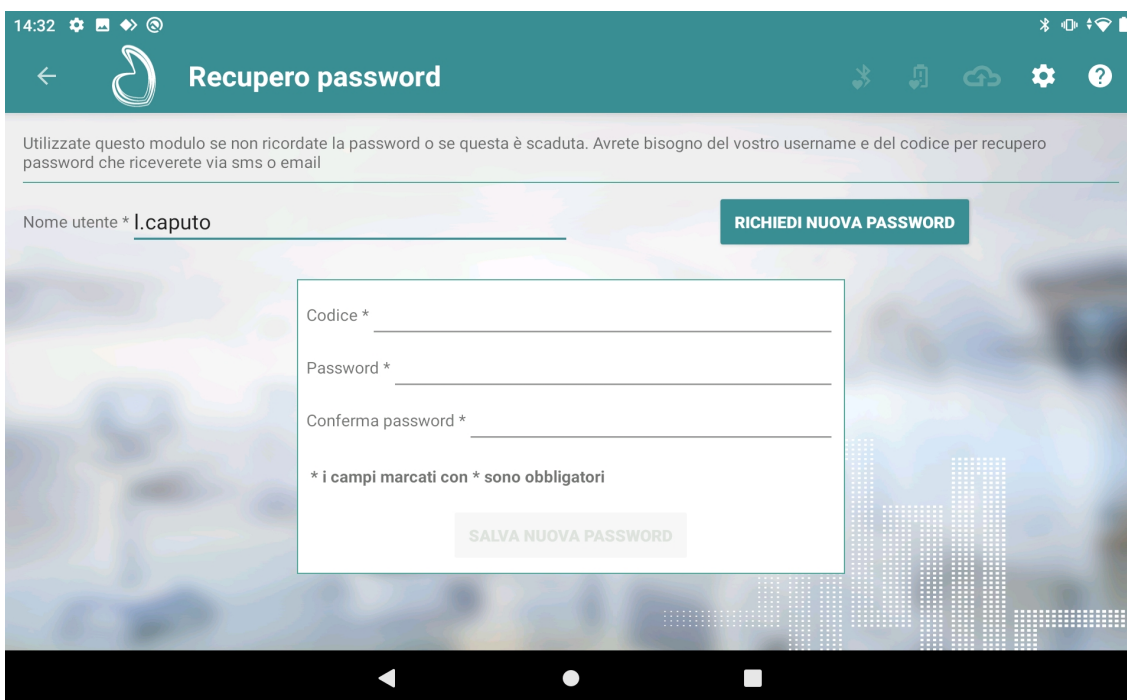 14:32
Recupero password
Utilizzate questo modulo se non ricordate la password o se questa è scaduta. Avrete bisogno del vostro username e del codice per recupero
password che riceverete via sms o email
Nome utente * l.caputo
RICHIEDI NUOVA PASSWORD
Codice *
Password *
Conferma password *
* i campi marcati con * sono obbligatori
SALVA NUOVA PASSWORD